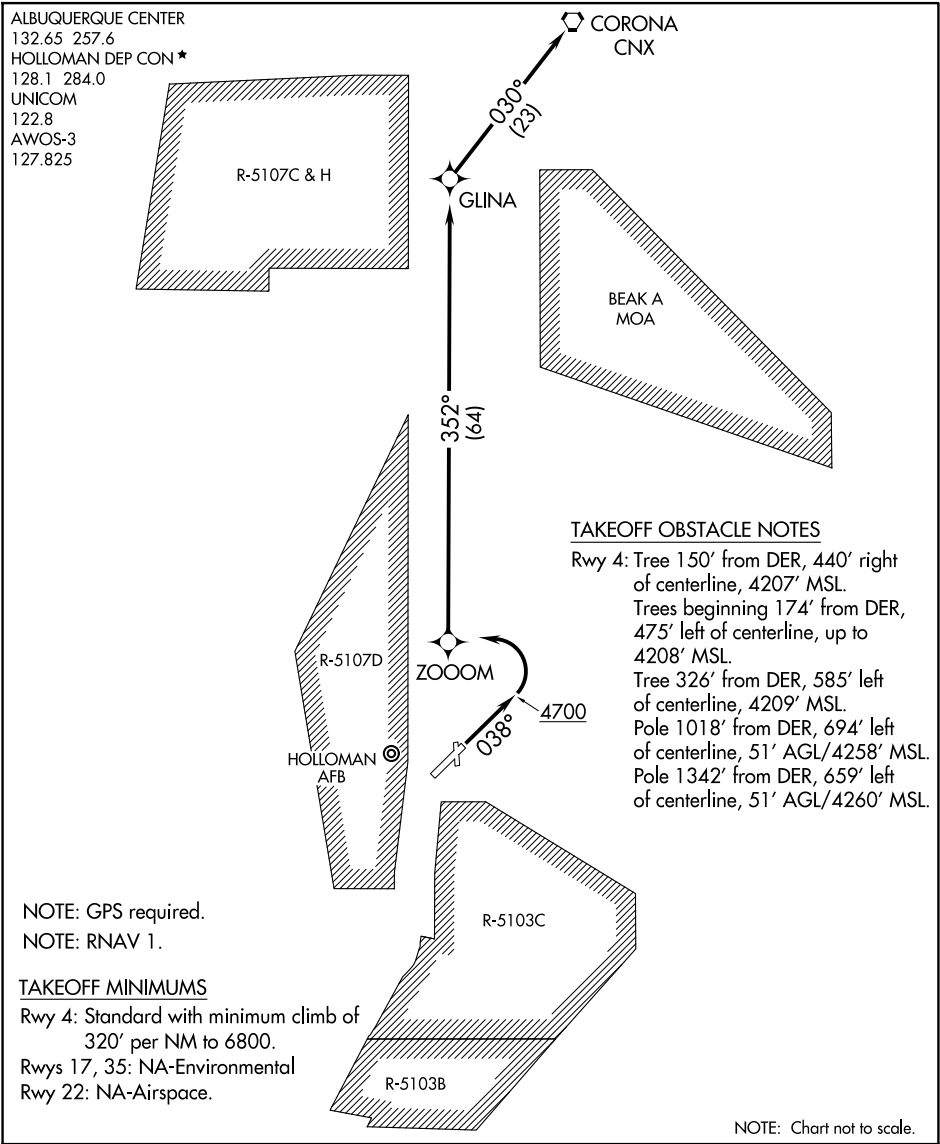 ALBUQUERQUE CENTER
132.65 257.6
HOLLOMAN DEP CON ★
128.1 284.0
UNICOM
122.8
AWOS-3
127.825
CORONA
CNX
030°
(23)
R-5107C & H
GLINA
BEAK A
MOA
352°
(64)
R-5107D
ZOOOM
4700
038°
HOLLOMAN
AFB
TAKEOFF OBSTACLE NOTES
Rwy 4: Tree 150' from DER, 440' right
of centerline, 4207' MSL.
Trees beginning 174' from DER,
475' left of centerline, up to
4208' MSL.
Tree 326' from DER, 585' left
of centerline, 4209' MSL.
Pole 1018' from DER, 694' left
of centerline, 51' AGL/4258' MSL.
Pole 1342' from DER, 659' left
of centerline, 51' AGL/4260' MSL.
R-5103C
NOTE: GPS required.
NOTE: RNAV 1.
TAKEOFF MINIMUMS
Rwy 4: Standard with minimum climb of
320' per NM to 6800.
Rwys 17, 35: NA-Environmental
Rwy 22: NA-Airspace.
R-5103B
NOTE: Chart not to scale.